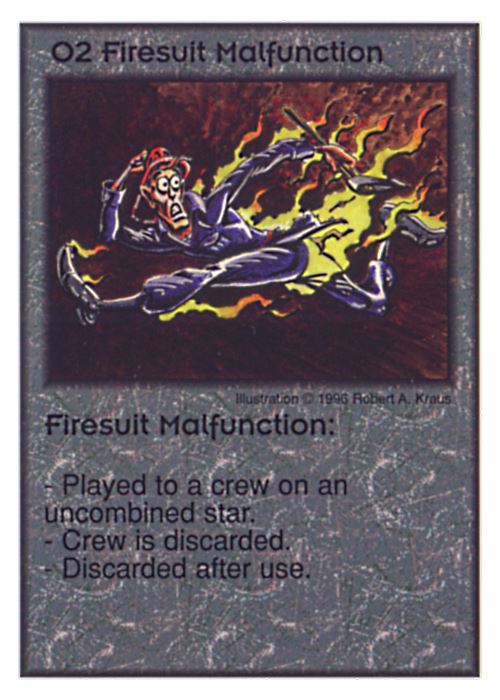 O2 Firesuit Malfunction
Illustration © 1996 Robert A. Kraus
Firesuit Malfunction:
- Played to a crew on an
uncombined star.
- Crew is discarded.
- Discarded after use.